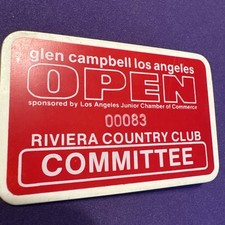 glen campbell los angeles
OPEN
sponsored by Los Angeles Junior Chamber of Commerce
00083
RIVIERA COUNTRY CLUB
COMMITTEE